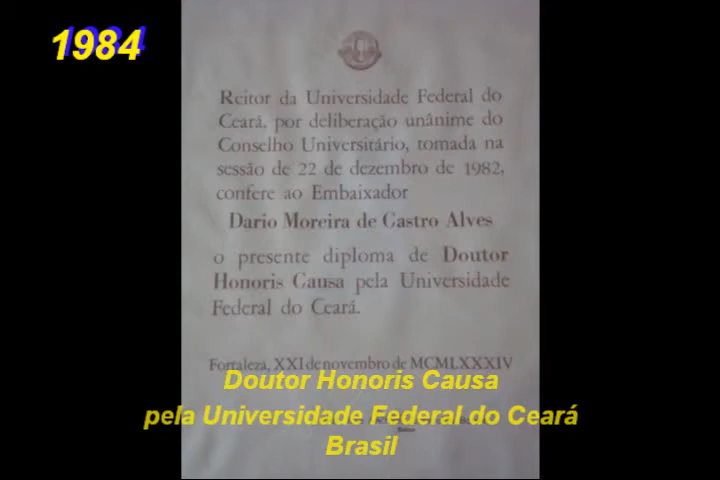 1984
Reitor da Universidade Federal do
Ceará, por deliberação unânime do
Conselho Universitário, tomada na
sessão de 22 de dezembro de 1982,
confere ao Embaixador
Dario Moreira de Castro Alves
o presente diploma de Doutor
Honoris Causa pela Universidade
Federal do Ceará.
Fortaleza, XXI de novembro de MCMLXXXIV
Doutor Honoris Causa
pela Universidade Federal do Ceará
Brasil